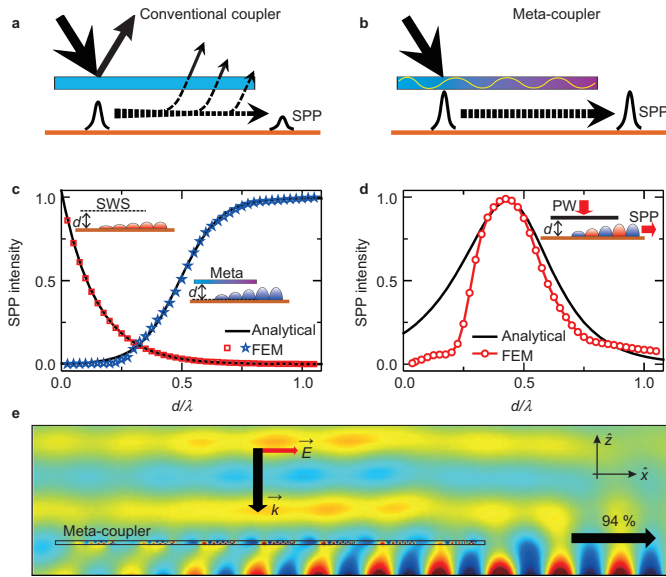 a
Conventional coupler
SPP
b
Meta-coupler
SPP
c
SPP intensity
1.0
0.5
0.0
0.0
0.5
1.0
d/λ
SWS
d
Meta
d
Analytical
FEM
d
SPP intensity
1.0
0.5
0.0
0
0.5
1.0
d/λ
PW
SPP
d
Analytical
FEM
e
E
k
ẑ
x̂
Meta-coupler
94 %